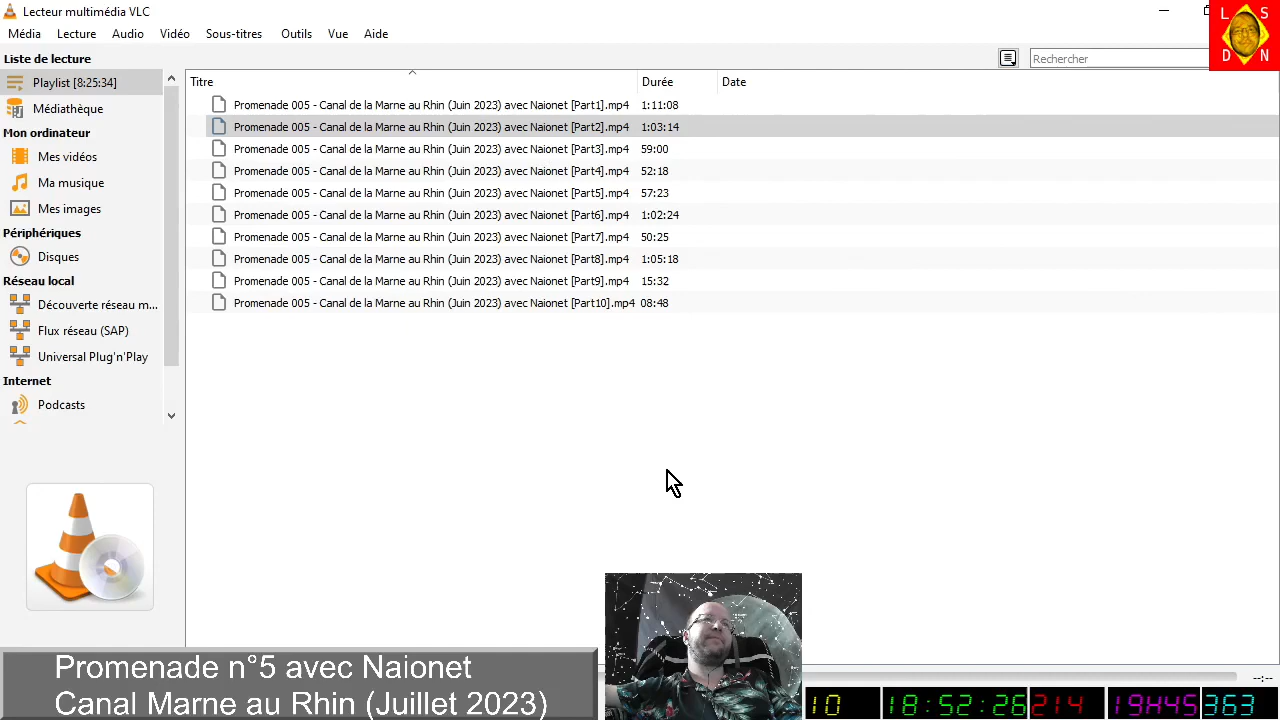 Lecteur multimédia VLC
L S
D N
Média Lecture Audio Vidéo Sous-titres Outils Vue Aide
Liste de lecture
Rechercher
Playlist [8:25:34]
Médiathèque
Mon ordinateur
Mes vidéos
Ma musique
Mes images
Périphériques
Disques
Réseau local
Découverte réseau m...
Flux réseau (SAP)
Universal Plug'n'Play
Internet
Podcasts
Titre Durée Date
Promenade 005 - Canal de la Marne au Rhin (Juin 2023) avec Naionet [Part1].mp4 1:11:08
Promenade 005 - Canal de la Marne au Rhin (Juin 2023) avec Naionet [Part2].mp4 1:03:14
Promenade 005 - Canal de la Marne au Rhin (Juin 2023) avec Naionet [Part3].mp4 59:00
Promenade 005 - Canal de la Marne au Rhin (Juin 2023) avec Naionet [Part4].mp4 52:18
Promenade 005 - Canal de la Marne au Rhin (Juin 2023) avec Naionet [Part5].mp4 57:23
Promenade 005 - Canal de la Marne au Rhin (Juin 2023) avec Naionet [Part6].mp4 1:02:24
Promenade 005 - Canal de la Marne au Rhin (Juin 2023) avec Naionet [Part7].mp4 50:25
Promenade 005 - Canal de la Marne au Rhin (Juin 2023) avec Naionet [Part8].mp4 1:05:18
Promenade 005 - Canal de la Marne au Rhin (Juin 2023) avec Naionet [Part9].mp4 15:32
Promenade 005 - Canal de la Marne au Rhin (Juin 2023) avec Naionet [Part10].mp4 08:48
--:--
Promenade n°5 avec Naionet
Canal Marne au Rhin (Juillet 2023)
10 18:52:26 214 19H45 363